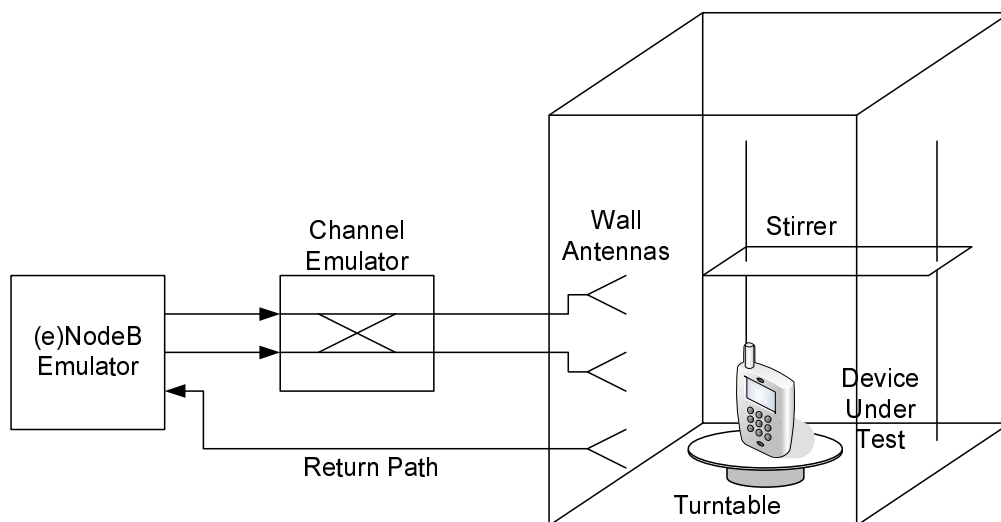 Channel
Emulator
Wall
Antennas
Stirrer
(e)NodeB
Emulator
Device
Under
Test
Return Path
Turntable